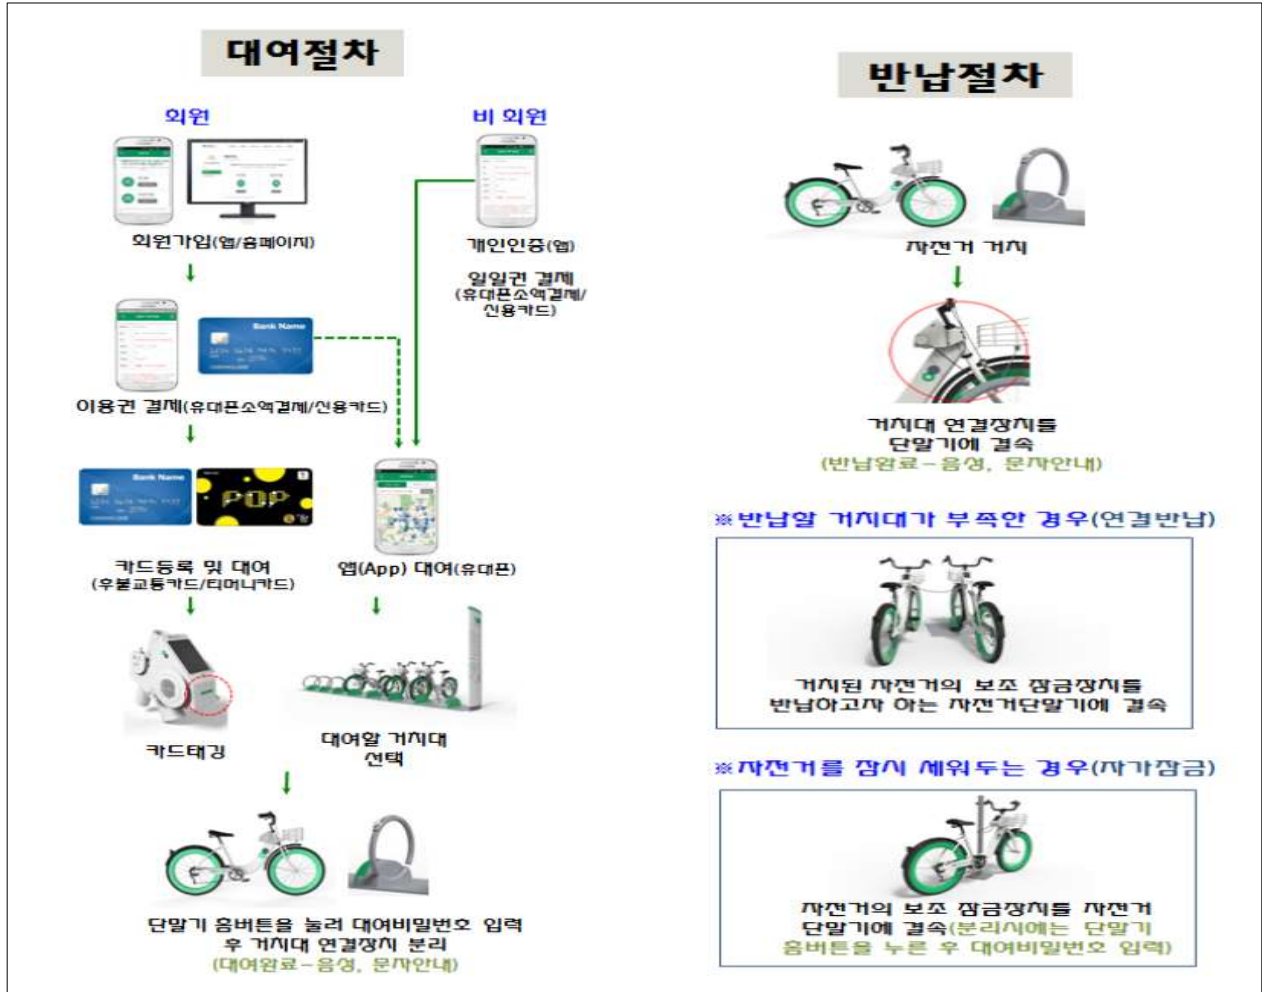 대여절차
회원
비 회원
회원가입(앱/홈페이지)
개인인증(앱)
일일권 결제
(휴대폰소액결제/
신용카드)
Bank Name
이용권 결제(휴대폰소액결제/신용카드)
Bank Name
POP
카드등록 및 대여
(후불교통카드/티머니카드)
앱(App) 대여(휴대폰)
카드태깅
대여할 거치대
선택
단말기 홈버튼을 눌러 대여비밀번호 입력
후 거치대 연결장치 분리
(대여완료-음성, 문자안내)
반납절차
자전거 거치
거치대 연결장치를
단말기에 결속
(반납완료-음성, 문자안내)
※반납할 거치대가 부족한 경우(연결반납)
거치된 자전거의 보조 잠금장치를
반납하고자 하는 자전거단말기에 결속
※자전거를 잠시 세워두는 경우(자가잠금)
자전거의 보조 잠금장치를 자전거
단말기에 결속(분리시에는 단말기
홈버튼을 누른 후 대여비밀번호 입력)